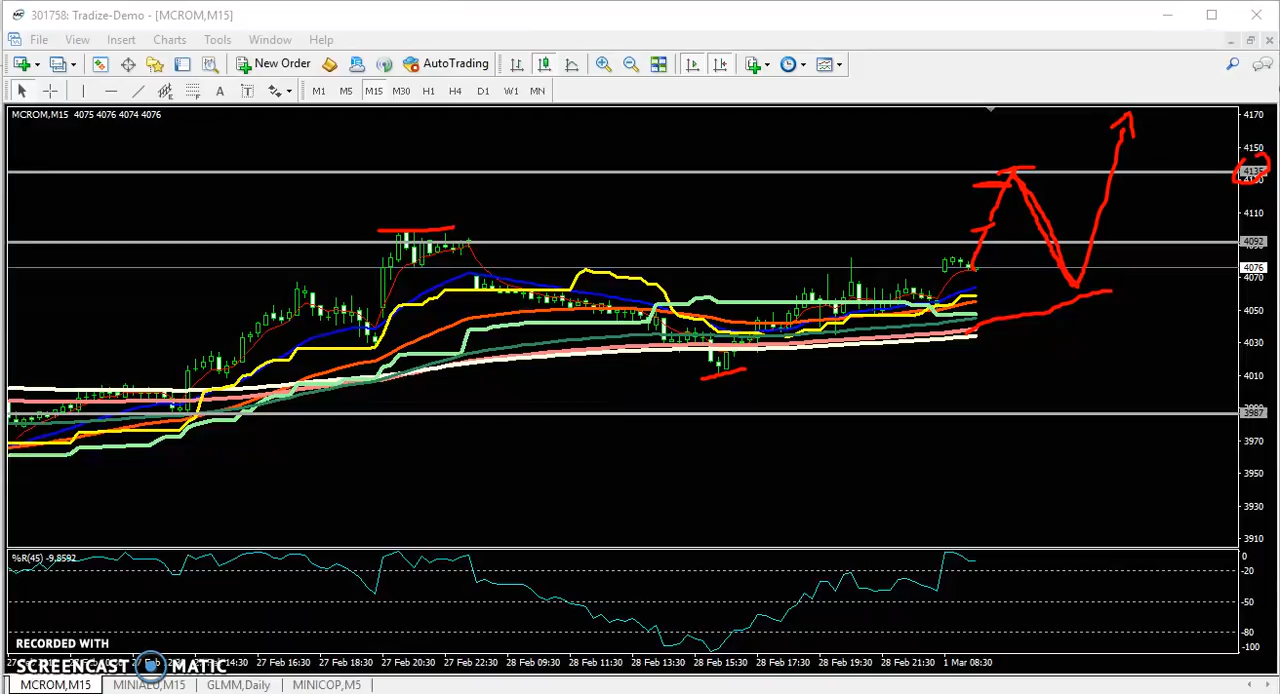 301758: Tradize-Demo - [MCROM,M15]
File View Insert Charts Tools Window Help
New Order AutoTrading
A T M1 M5 M15 M30 H1 H4 D1 W1 MN
MCROM,M15 4075 4076 4074 4076
4170
4150
4130
4110
4092
4076
4070
4050
4030
4010
3987
3970
3950
3930
3910
%R(45) -9.8592
0
-20
-50
-80
-100
RECORDED WITH
SCREENCAST MATIC
14:30 27 Feb 16:30 27 Feb 18:30 27 Feb 20:30 27 Feb 22:30 28 Feb 09:30 28 Feb 11:30 28 Feb 13:30 28 Feb 15:30 28 Feb 17:30 28 Feb 19:30 28 Feb 21:30 1 Mar 08:30
MCROM,M15 MINIALU,M15 GLMM,Daily MINICOP,M5